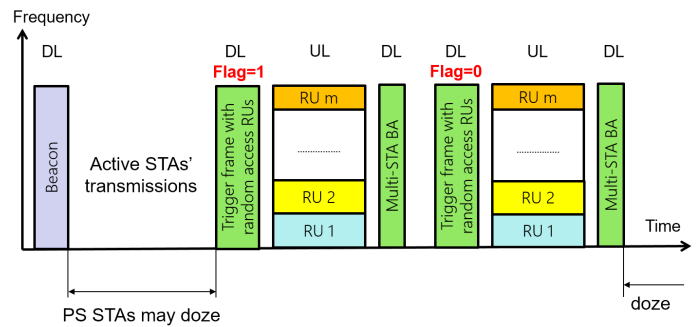 Frequency
DL
DL
UL
DL
DL
UL
DL
Flag=1
Flag=0
Beacon
Active STAs'
transmissions
Trigger frame with
random access RUs
RU m
....................
RU 2
RU 1
Multi-STA BA
Trigger frame with
random access RUs
RU m
....................
RU 2
RU 1
Multi-STA BA
Time
PS STAs may doze
doze